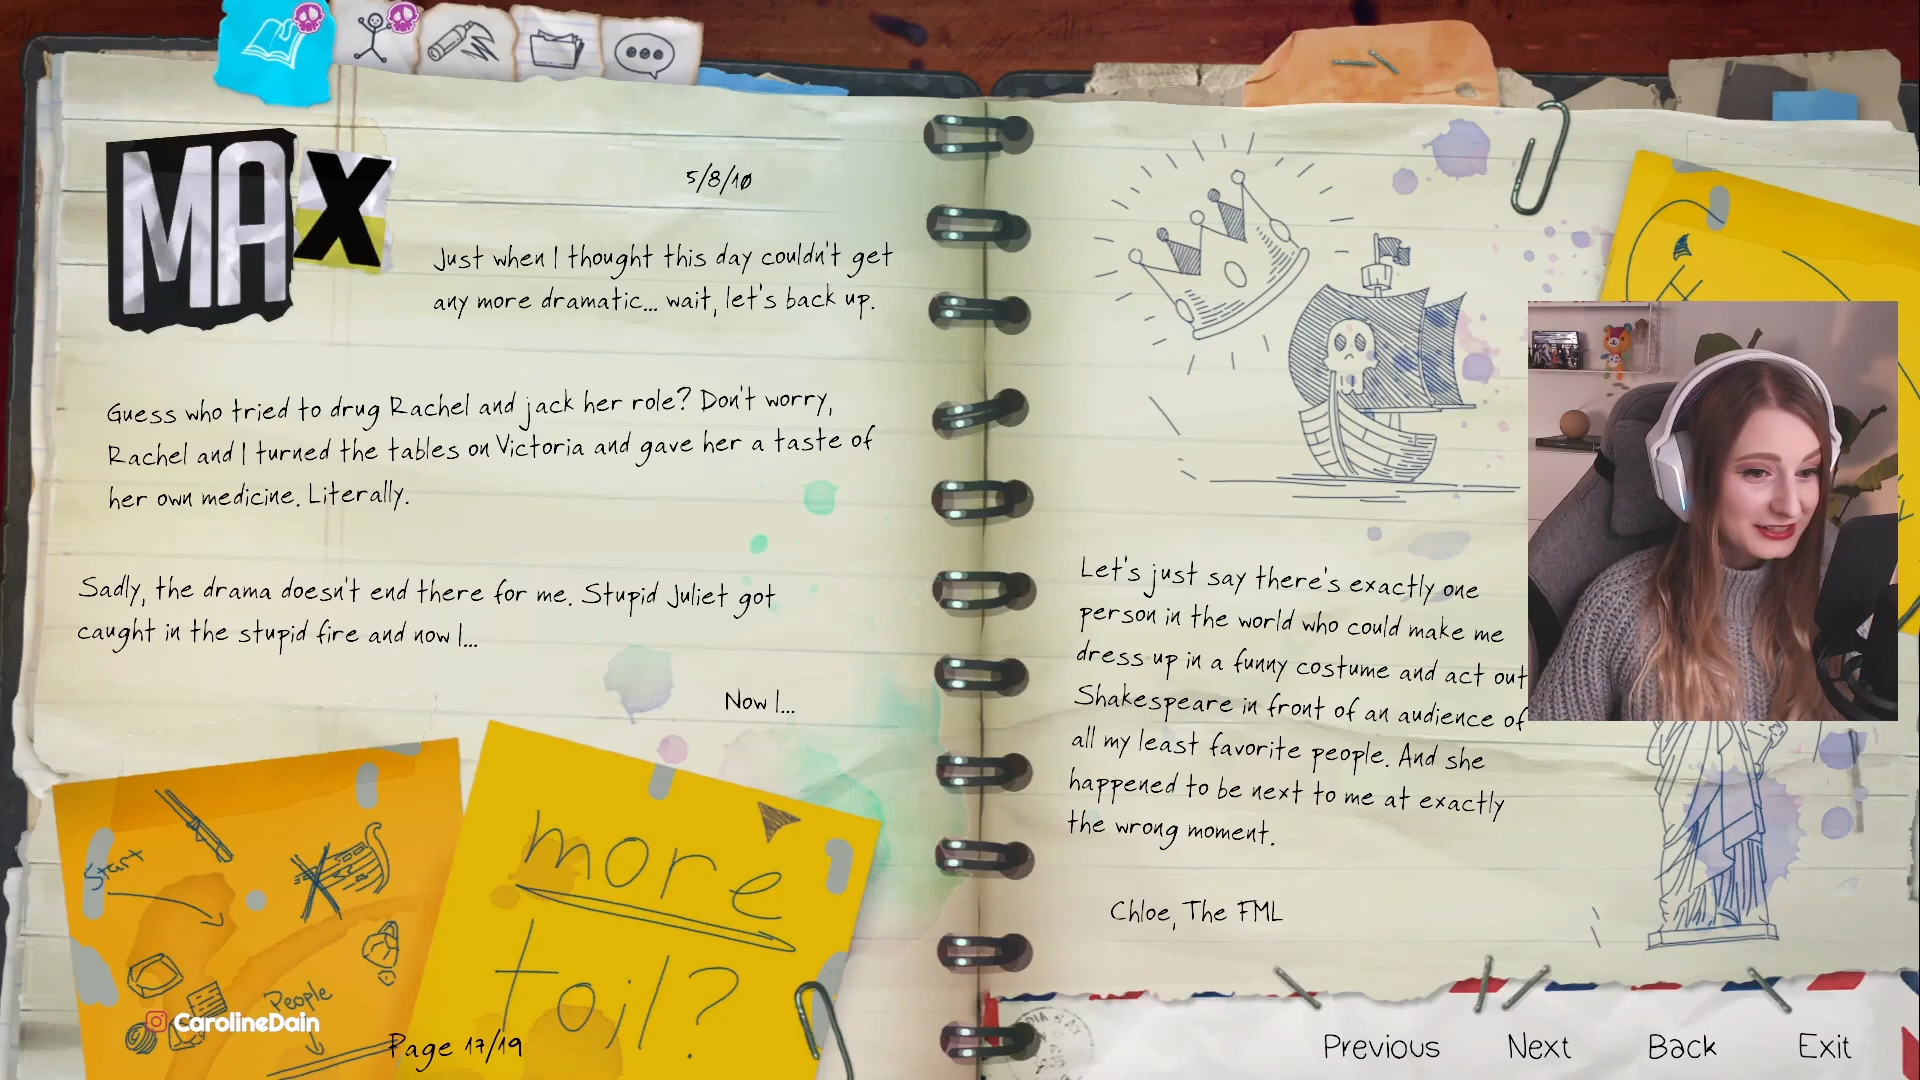 MAX
5/8/10
Just when I thought this day couldn't get
any more dramatic... wait, let's back up.
Guess who tried to drug Rachel and jack her role? Don't worry,
Rachel and I turned the tables on Victoria and gave her a taste of
her own medicine. Literally.
Sadly, the drama doesn't end there for me. Stupid Juliet got
caught in the stupid fire and now I...
Now I...
Start
People
CarolineDain
more
toil?
Page 17/19
Let's just say there's exactly one
person in the world who could make me
dress up in a funny costume and act out
Shakespeare in front of an audience of
all my least favorite people. And she
happened to be next to me at exactly
the wrong moment.
Chloe, The FML
Previous
Next
Back
Exit